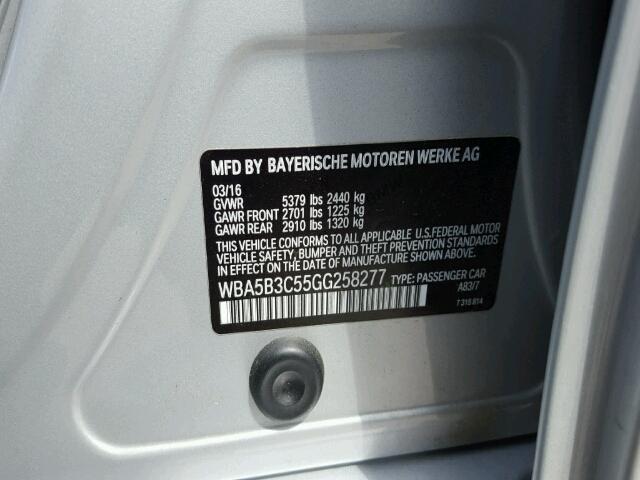 MFD BY BAYERISCHE MOTOREN WERKE AG
03/16
GVWR 5379 lbs 2440 kg
GAWR FRONT 2701 lbs 1225 kg
GAWR REAR 2910 lbs 1320 kg
THIS VEHICLE CONFORMS TO ALL APPLICABLE U.S.FEDERAL MOTOR
VEHICLE SAFETY, BUMPER AND THEFT PREVENTION STANDARDS IN
EFFECT ON THE DATE OF MANUFACTURE SHOWN ABOVE.
WBA5B3C55GG258277 TYPE: PASSENGER CAR
A83/7
7 315 814